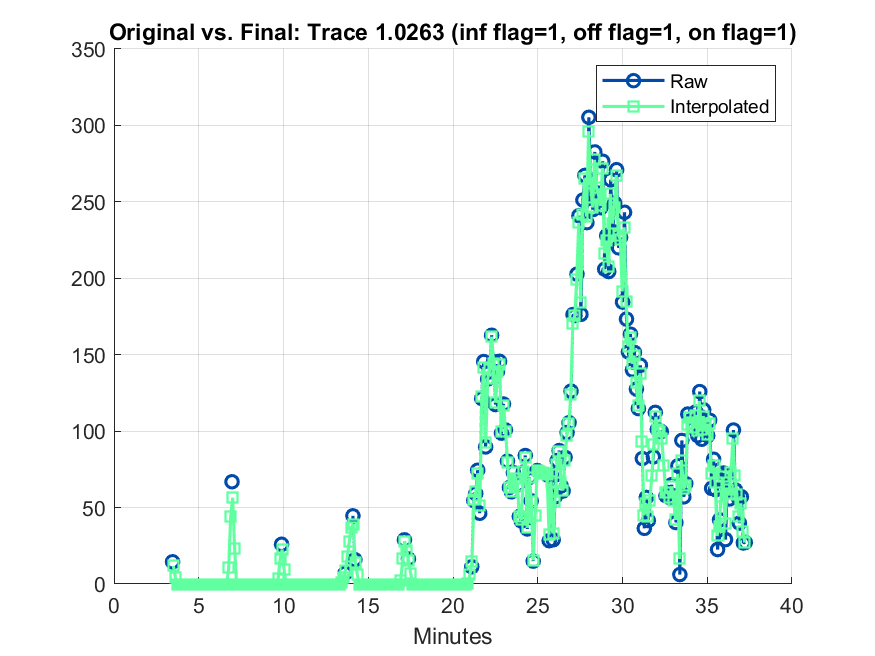 Original vs. Final: Trace 1.0263 (inf flag=1, off flag=1, on flag=1)
350
300
250
200
150
100
50
0
Raw
Interpolated
0 5 10 15 20 25 30 35 40
Minutes